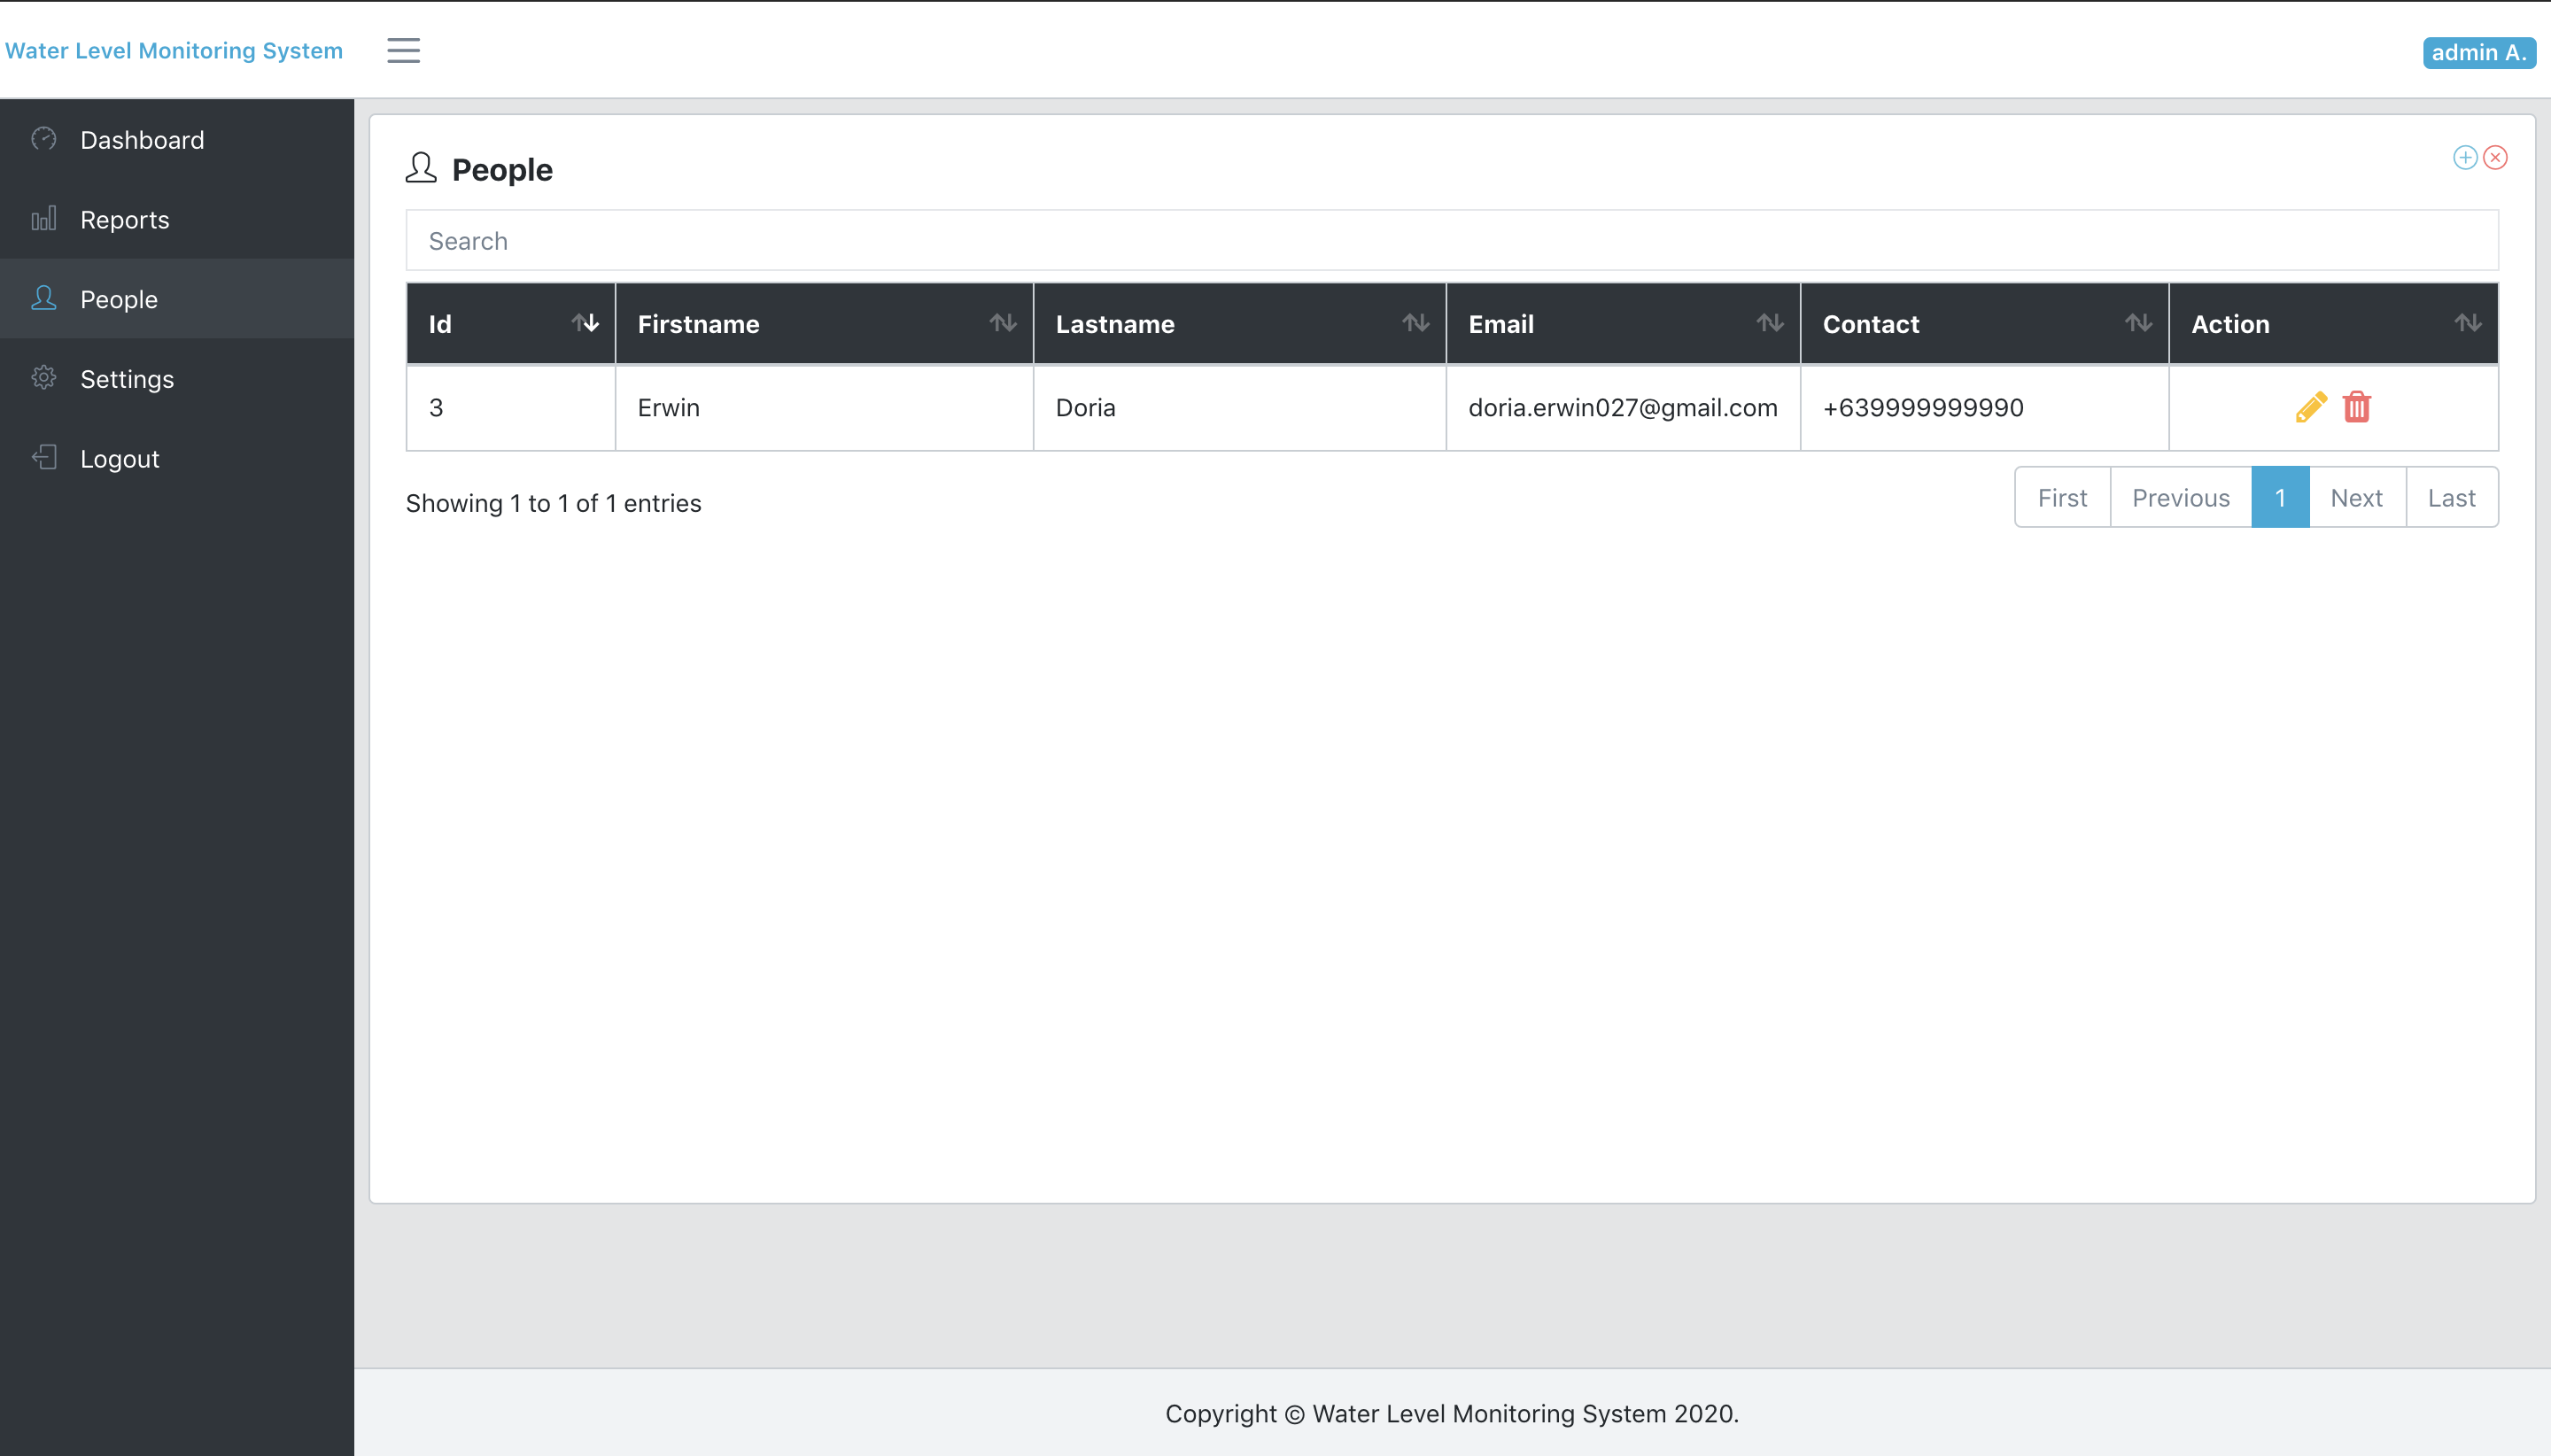 Water Level Monitoring System
admin A.
Dashboard
Reports
People
Settings
Logout
People
Search
Id Firstname Lastname Email Contact Action
3 Erwin Doria doria.erwin027@gmail.com +639999999990
Showing 1 to 1 of 1 entries
First Previous 1 Next Last
Copyright © Water Level Monitoring System 2020.